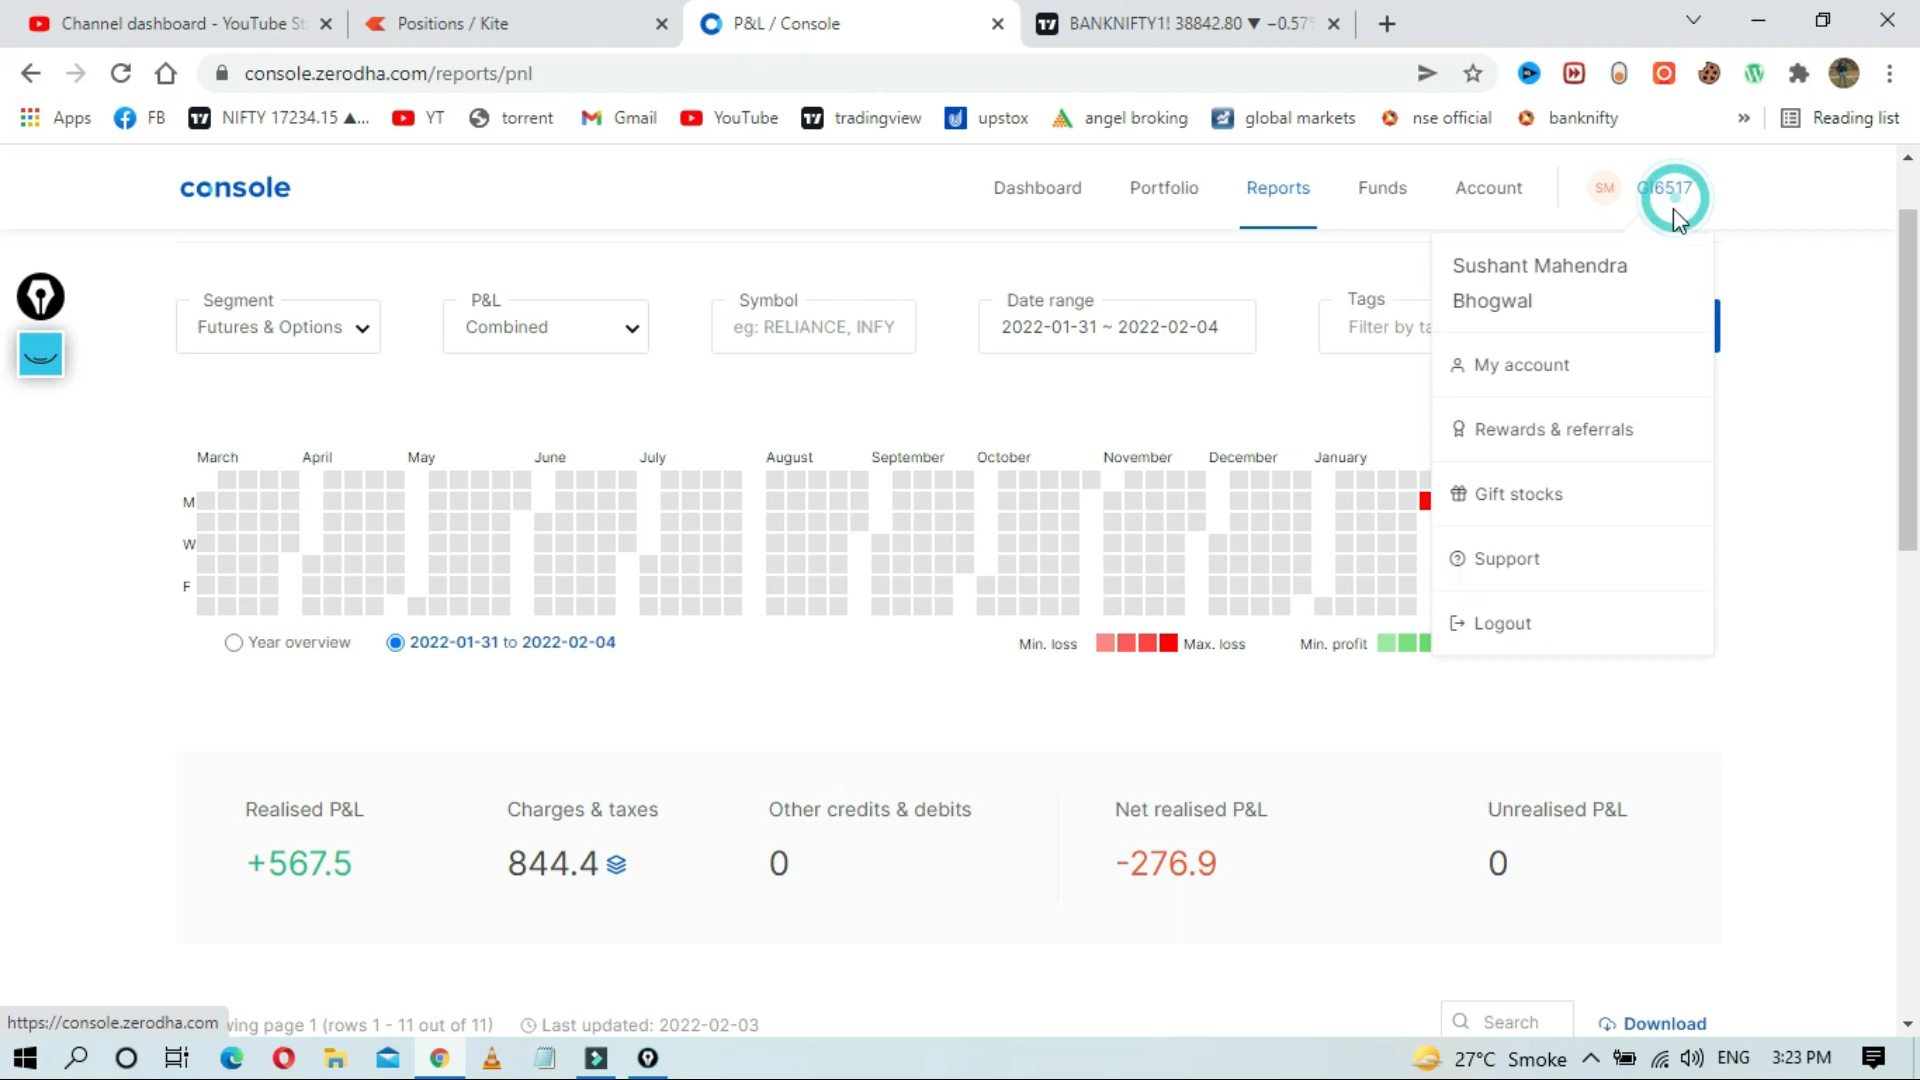 Channel dashboard - YouTube St
Positions / Kite
P&L / Console
BANKNIFTY1! 38842.80 ▼ −0.57%
console.zerodha.com/reports/pnl
Apps
FB
NIFTY 17234.15 ▲...
YT
torrent
Gmail
YouTube
tradingview
upstox
angel broking
global markets
nse official
banknifty
»
Reading list
console
Dashboard
Portfolio
Reports
Funds
Account
SM
GI6517
Sushant Mahendra
Bhogwal
My account
Rewards & referrals
Gift stocks
Support
Logout
Segment
Futures & Options
P&L
Combined
Symbol
eg: RELIANCE, INFY
Date range
2022-01-31 ~ 2022-02-04
Tags
Filter by ta
March
April
May
June
July
August
September
October
November
December
January
M
W
F
Year overview
2022-01-31 to 2022-02-04
Min. loss
Max. loss
Min. profit
Realised P&L
Charges & taxes
Other credits & debits
Net realised P&L
Unrealised P&L
+567.5
844.4
0
-276.9
0
https://console.zerodha.com
wing page 1 (rows 1 - 11 out of 11)
Last updated: 2022-02-03
Search
Download
27°C Smoke
ENG
3:23 PM